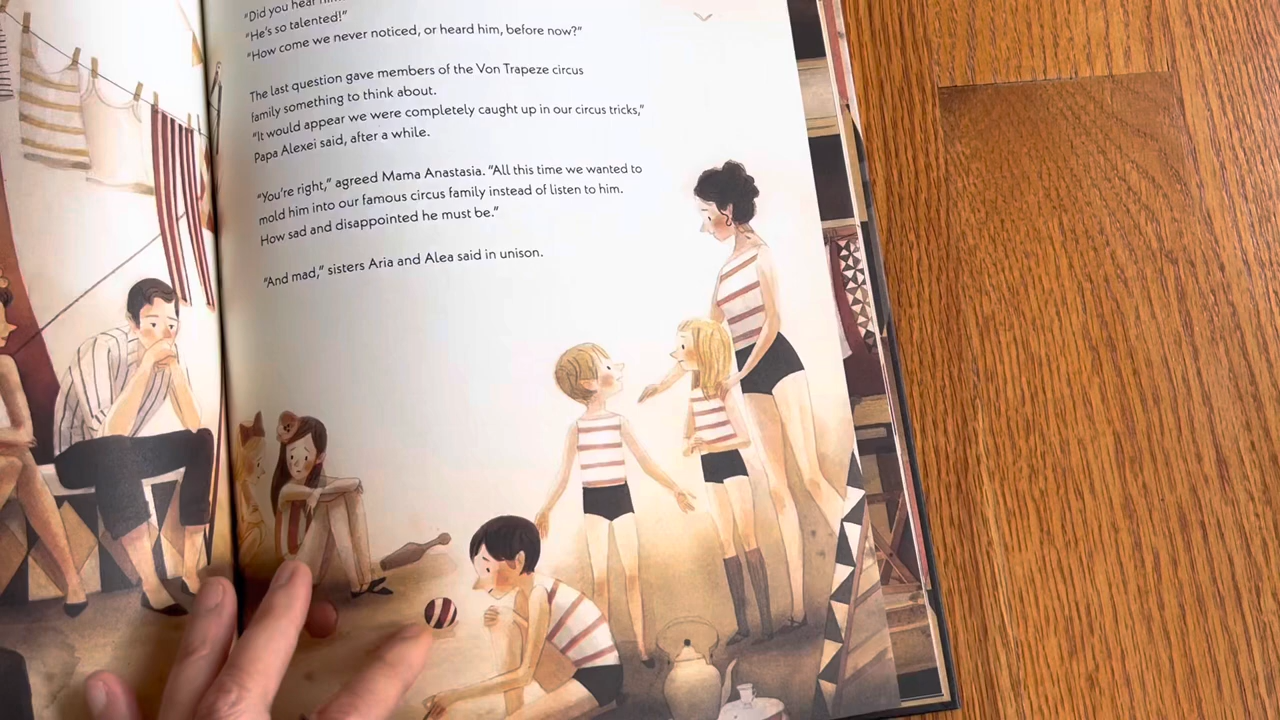 "Did you hear
"He's so talented!"
"How come we never noticed, or heard him, before now?"
The last question gave members of the Von Trapeze circus
family something to think about.
"It would appear we were completely caught up in our circus tricks,"
Papa Alexei said, after a while.
"You're right," agreed Mama Anastasia. "All this time we wanted to
mold him into our famous circus family instead of listen to him.
How sad and disappointed he must be."
"And mad," sisters Aria and Alea said in unison.